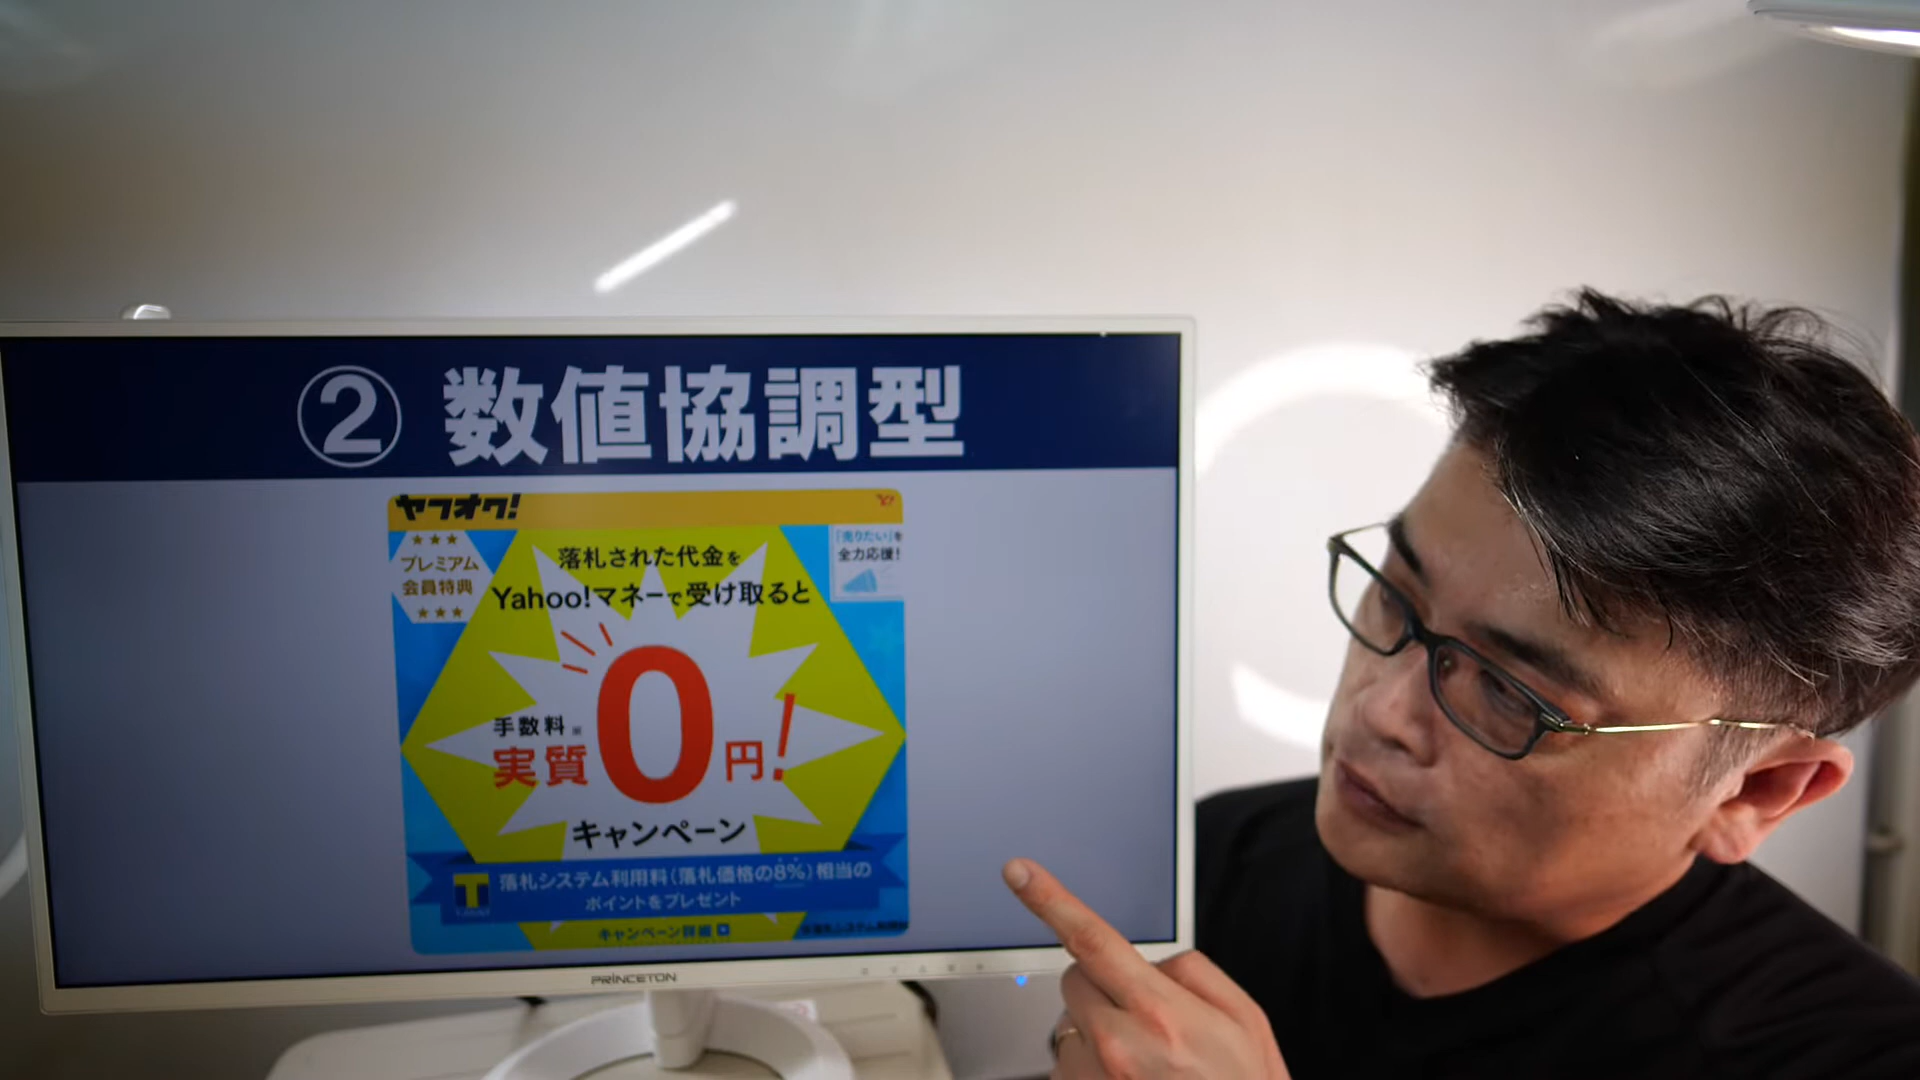 ② 数値協調型
ヤフオク!
Y!
★★★
プレミアム
会員特典
★★★
落札された代金を
Yahoo!マネーで受け取ると
「売りたい」を
全力応援!
手数料
実質0円!
キャンペーン
T
落札システム利用料(落札価格の8%)相当の
ポイントをプレゼント
キャンペーン詳細
PRINCETON